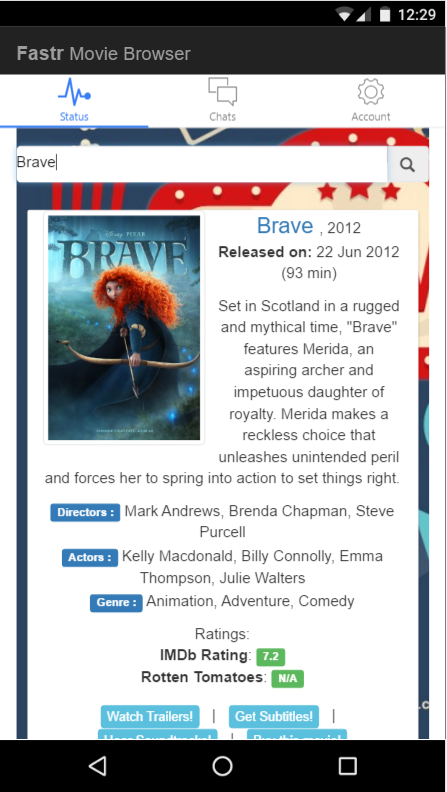 12:29
Fastr Movie Browser
Status Chats Account
Brave
DISNEY · PIXAR
BRAVE
Brave , 2012
Released on: 22 Jun 2012
(93 min)
Set in Scotland in a rugged
and mythical time, "Brave"
features Merida, an
aspiring archer and
impetuous daughter of
royalty. Merida makes a
reckless choice that
unleashes unintended peril
and forces her to spring into action to set things right.
Directors : Mark Andrews, Brenda Chapman, Steve
Purcell
Actors : Kelly Macdonald, Billy Connolly, Emma
Thompson, Julie Walters
Genre : Animation, Adventure, Comedy
Ratings:
IMDb Rating: 7.2
Rotten Tomatoes: N/A
Watch Trailers! | Get Subtitles! |